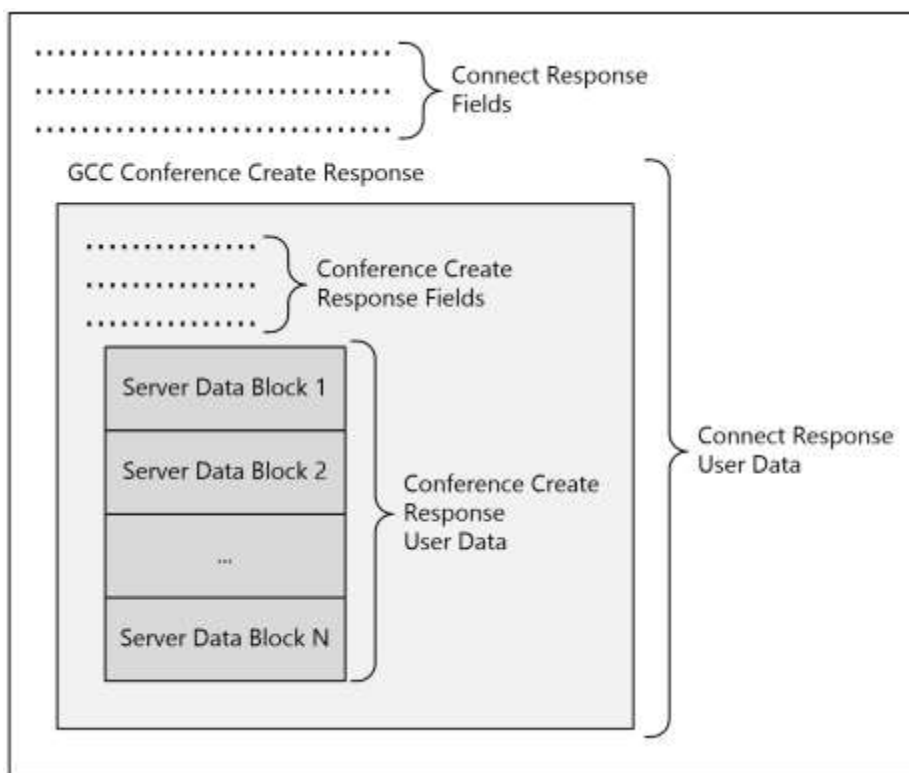 Connect Response
Fields
GCC Conference Create Response
Conference Create
Response Fields
Server Data Block 1
Server Data Block 2
...
Server Data Block N
Conference Create
Response
User Data
Connect Response
User Data